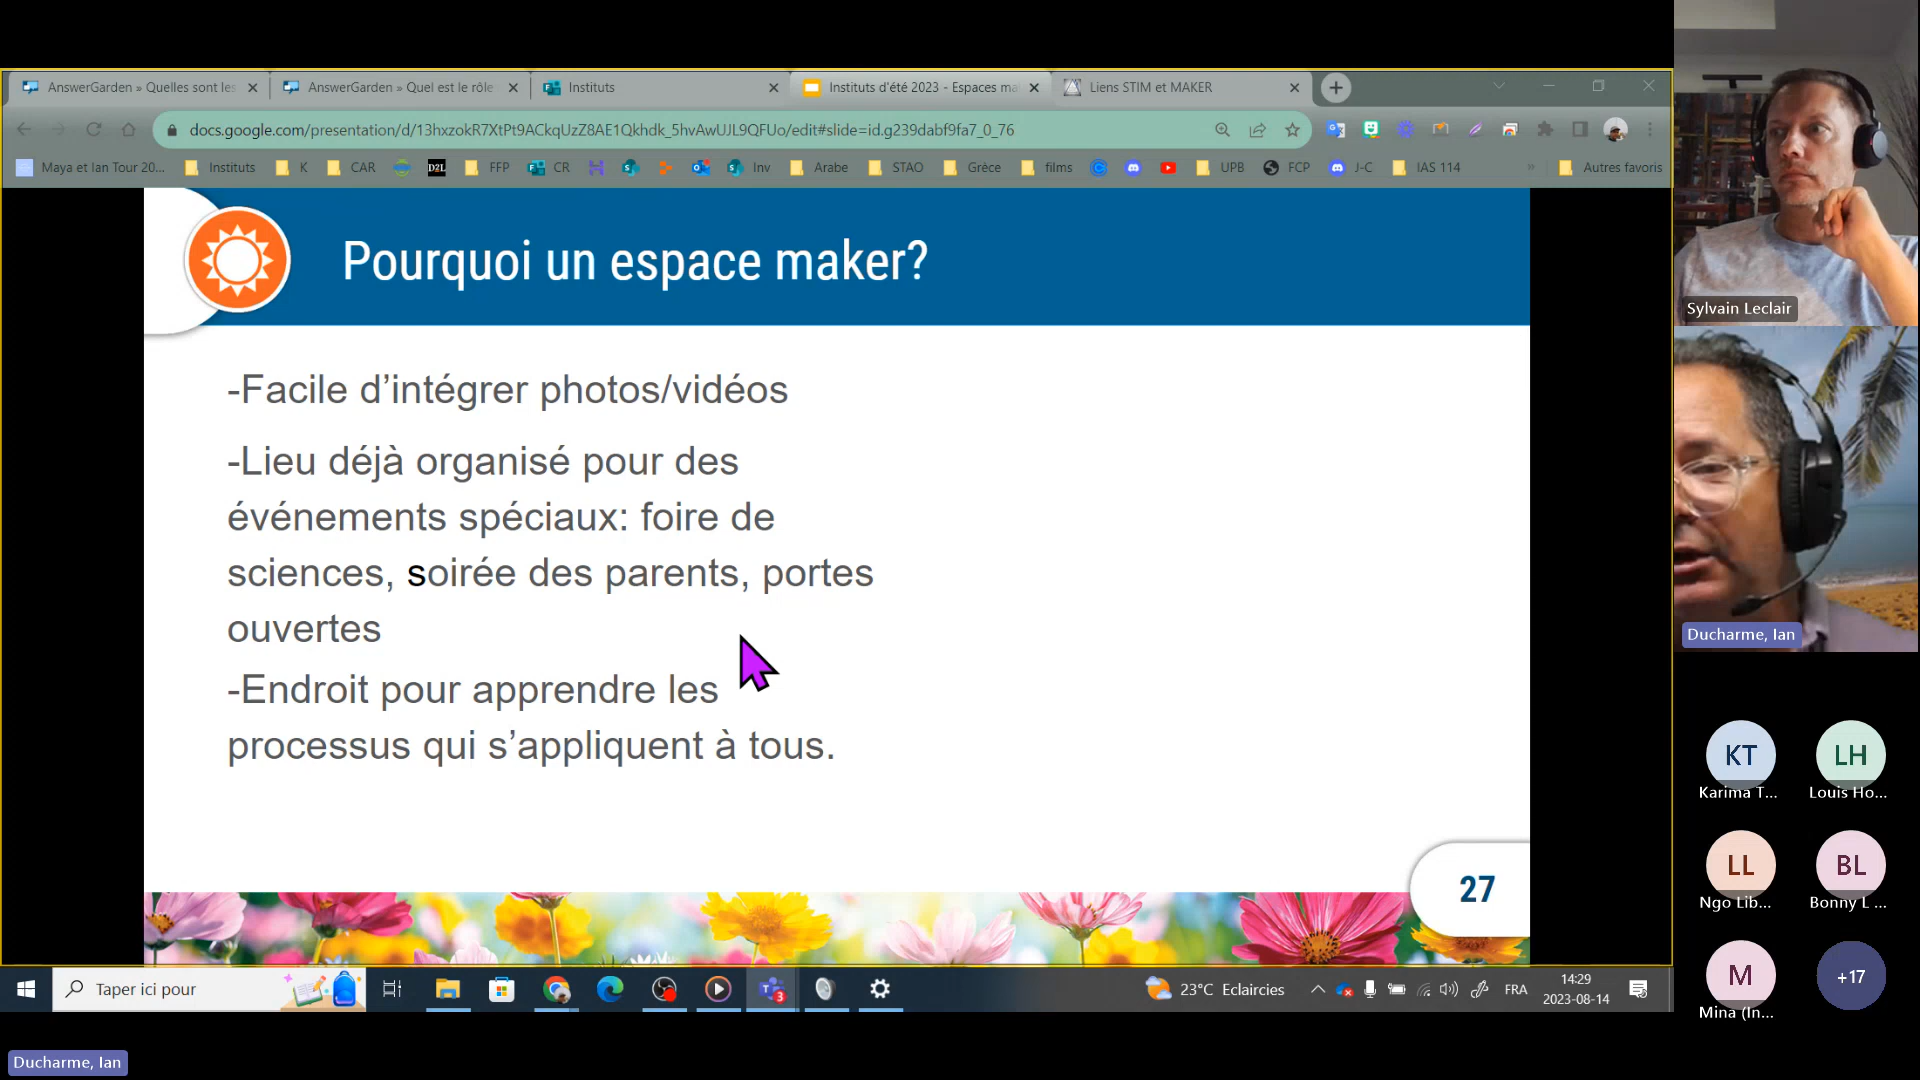 AnswerGarden » Quelles sont les
AnswerGarden » Quel est le rôle
Instituts
Instituts d'été 2023 - Espaces ma
Liens STIM et MAKER
docs.google.com/presentation/d/13hxzokR7XtPt9ACkqUzZ8AE1Qkhdk_5hvAwUJL9QFUo/edit#slide=id.g239dabf9fa7_0_76
Maya et Ian Tour 20...
Instituts
K
CAR
D2L
FFP
CR
Inv
Arabe
STAO
Grèce
films
UPB
FCP
J-C
IAS 114
»
Autres favoris
Pourquoi un espace maker?
-Facile d'intégrer photos/vidéos
-Lieu déjà organisé pour des
événements spéciaux: foire de
sciences, soirée des parents, portes
ouvertes
-Endroit pour apprendre les
processus qui s'appliquent à tous.
27
Taper ici pour
3
23°C Eclaircies
FRA
14:29
2023-08-14
Sylvain Leclair
Ducharme, Ian
KT
Karima T...
LH
Louis Ho...
LL
Ngo Lib...
BL
Bonny L ...
M
Mina (In...
+17
Ducharme, Ian